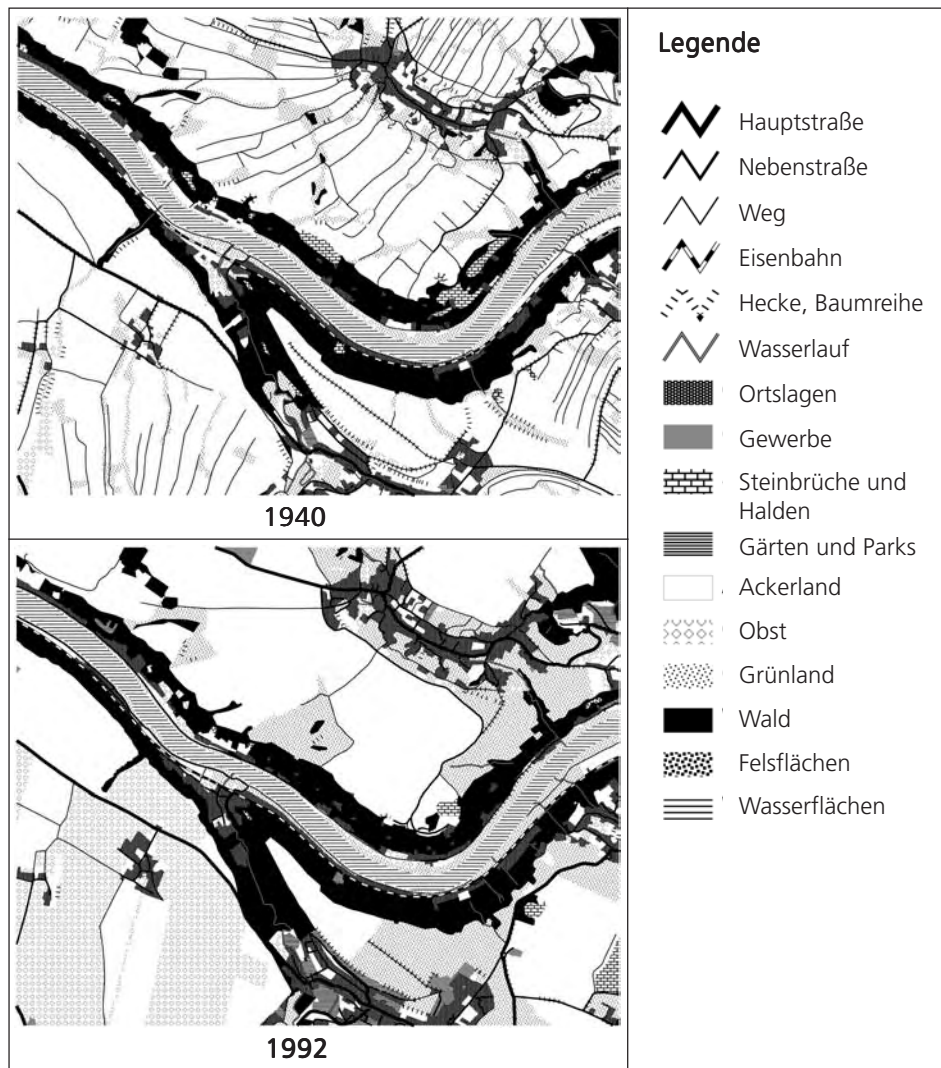 1940
1992
Legende
Hauptstraße
Nebenstraße
Weg
Eisenbahn
Hecke, Baumreihe
Wasserlauf
Ortslagen
Gewerbe
Steinbrüche und
Halden
Gärten und Parks
Ackerland
Obst
Grünland
Wald
Felsflächen
Wasserflächen